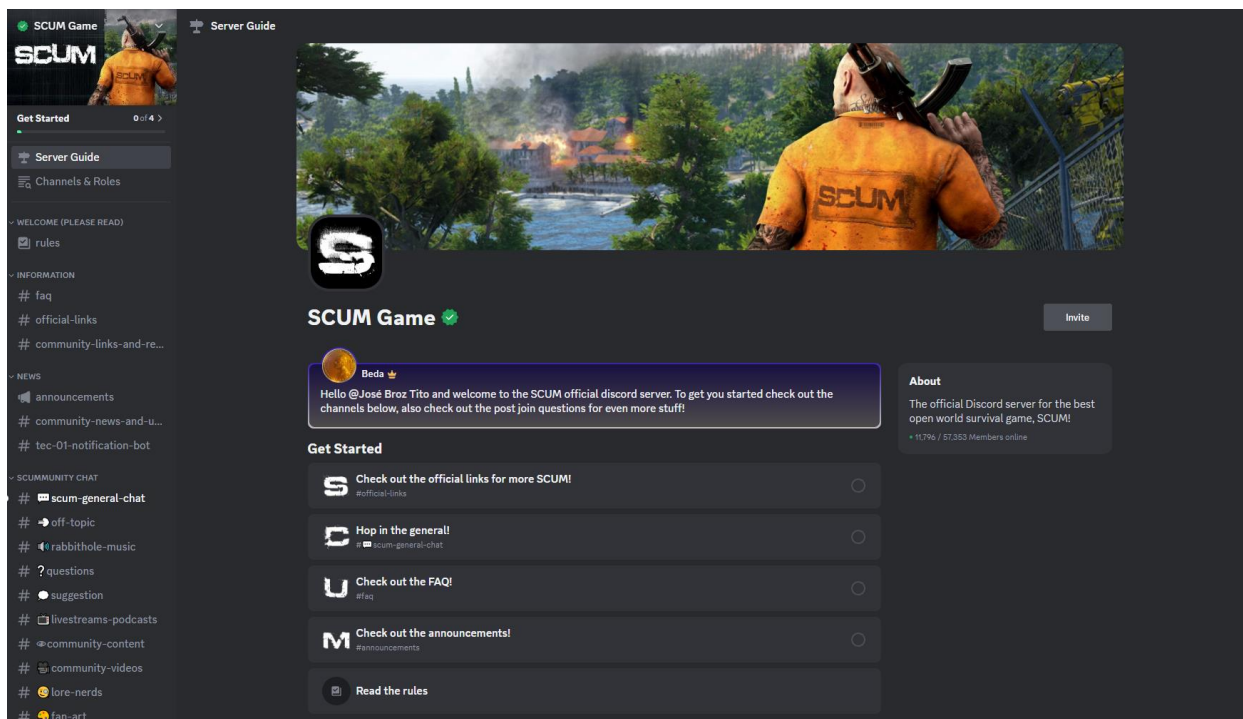 SCUM Game
SCUM
SCUM
Get Started 0 of 4 >
Server Guide
Channels & Roles
WELCOME (PLEASE READ)
rules
INFORMATION
# faq
# official-links
# community-links-and-re...
NEWS
announcements
# community-news-and-u...
# tec-01-notification-bot
SCUMMUNITY CHAT
# 💬scum-general-chat
# off-topic
# 🔊rabbithole-music
# ❓questions
# 💭suggestion
# 📺livestreams-podcasts
# 👁community-content
# 🎥community-videos
# 🤓lore-nerds
# fan-art
Server Guide
SCUM
S
SCUM Game
Invite
Beda
Hello @José Broz Tito and welcome to the SCUM official discord server. To get you started check out the
channels below, also check out the post join questions for even more stuff!
Get Started
S Check out the official links for more SCUM!
#official-links
C Hop in the general!
# 💬scum-general-chat
U Check out the FAQ!
#faq
M Check out the announcements!
#announcements
Read the rules
About
The official Discord server for the best
open world survival game, SCUM!
• 11,796 / 57,353 Members online